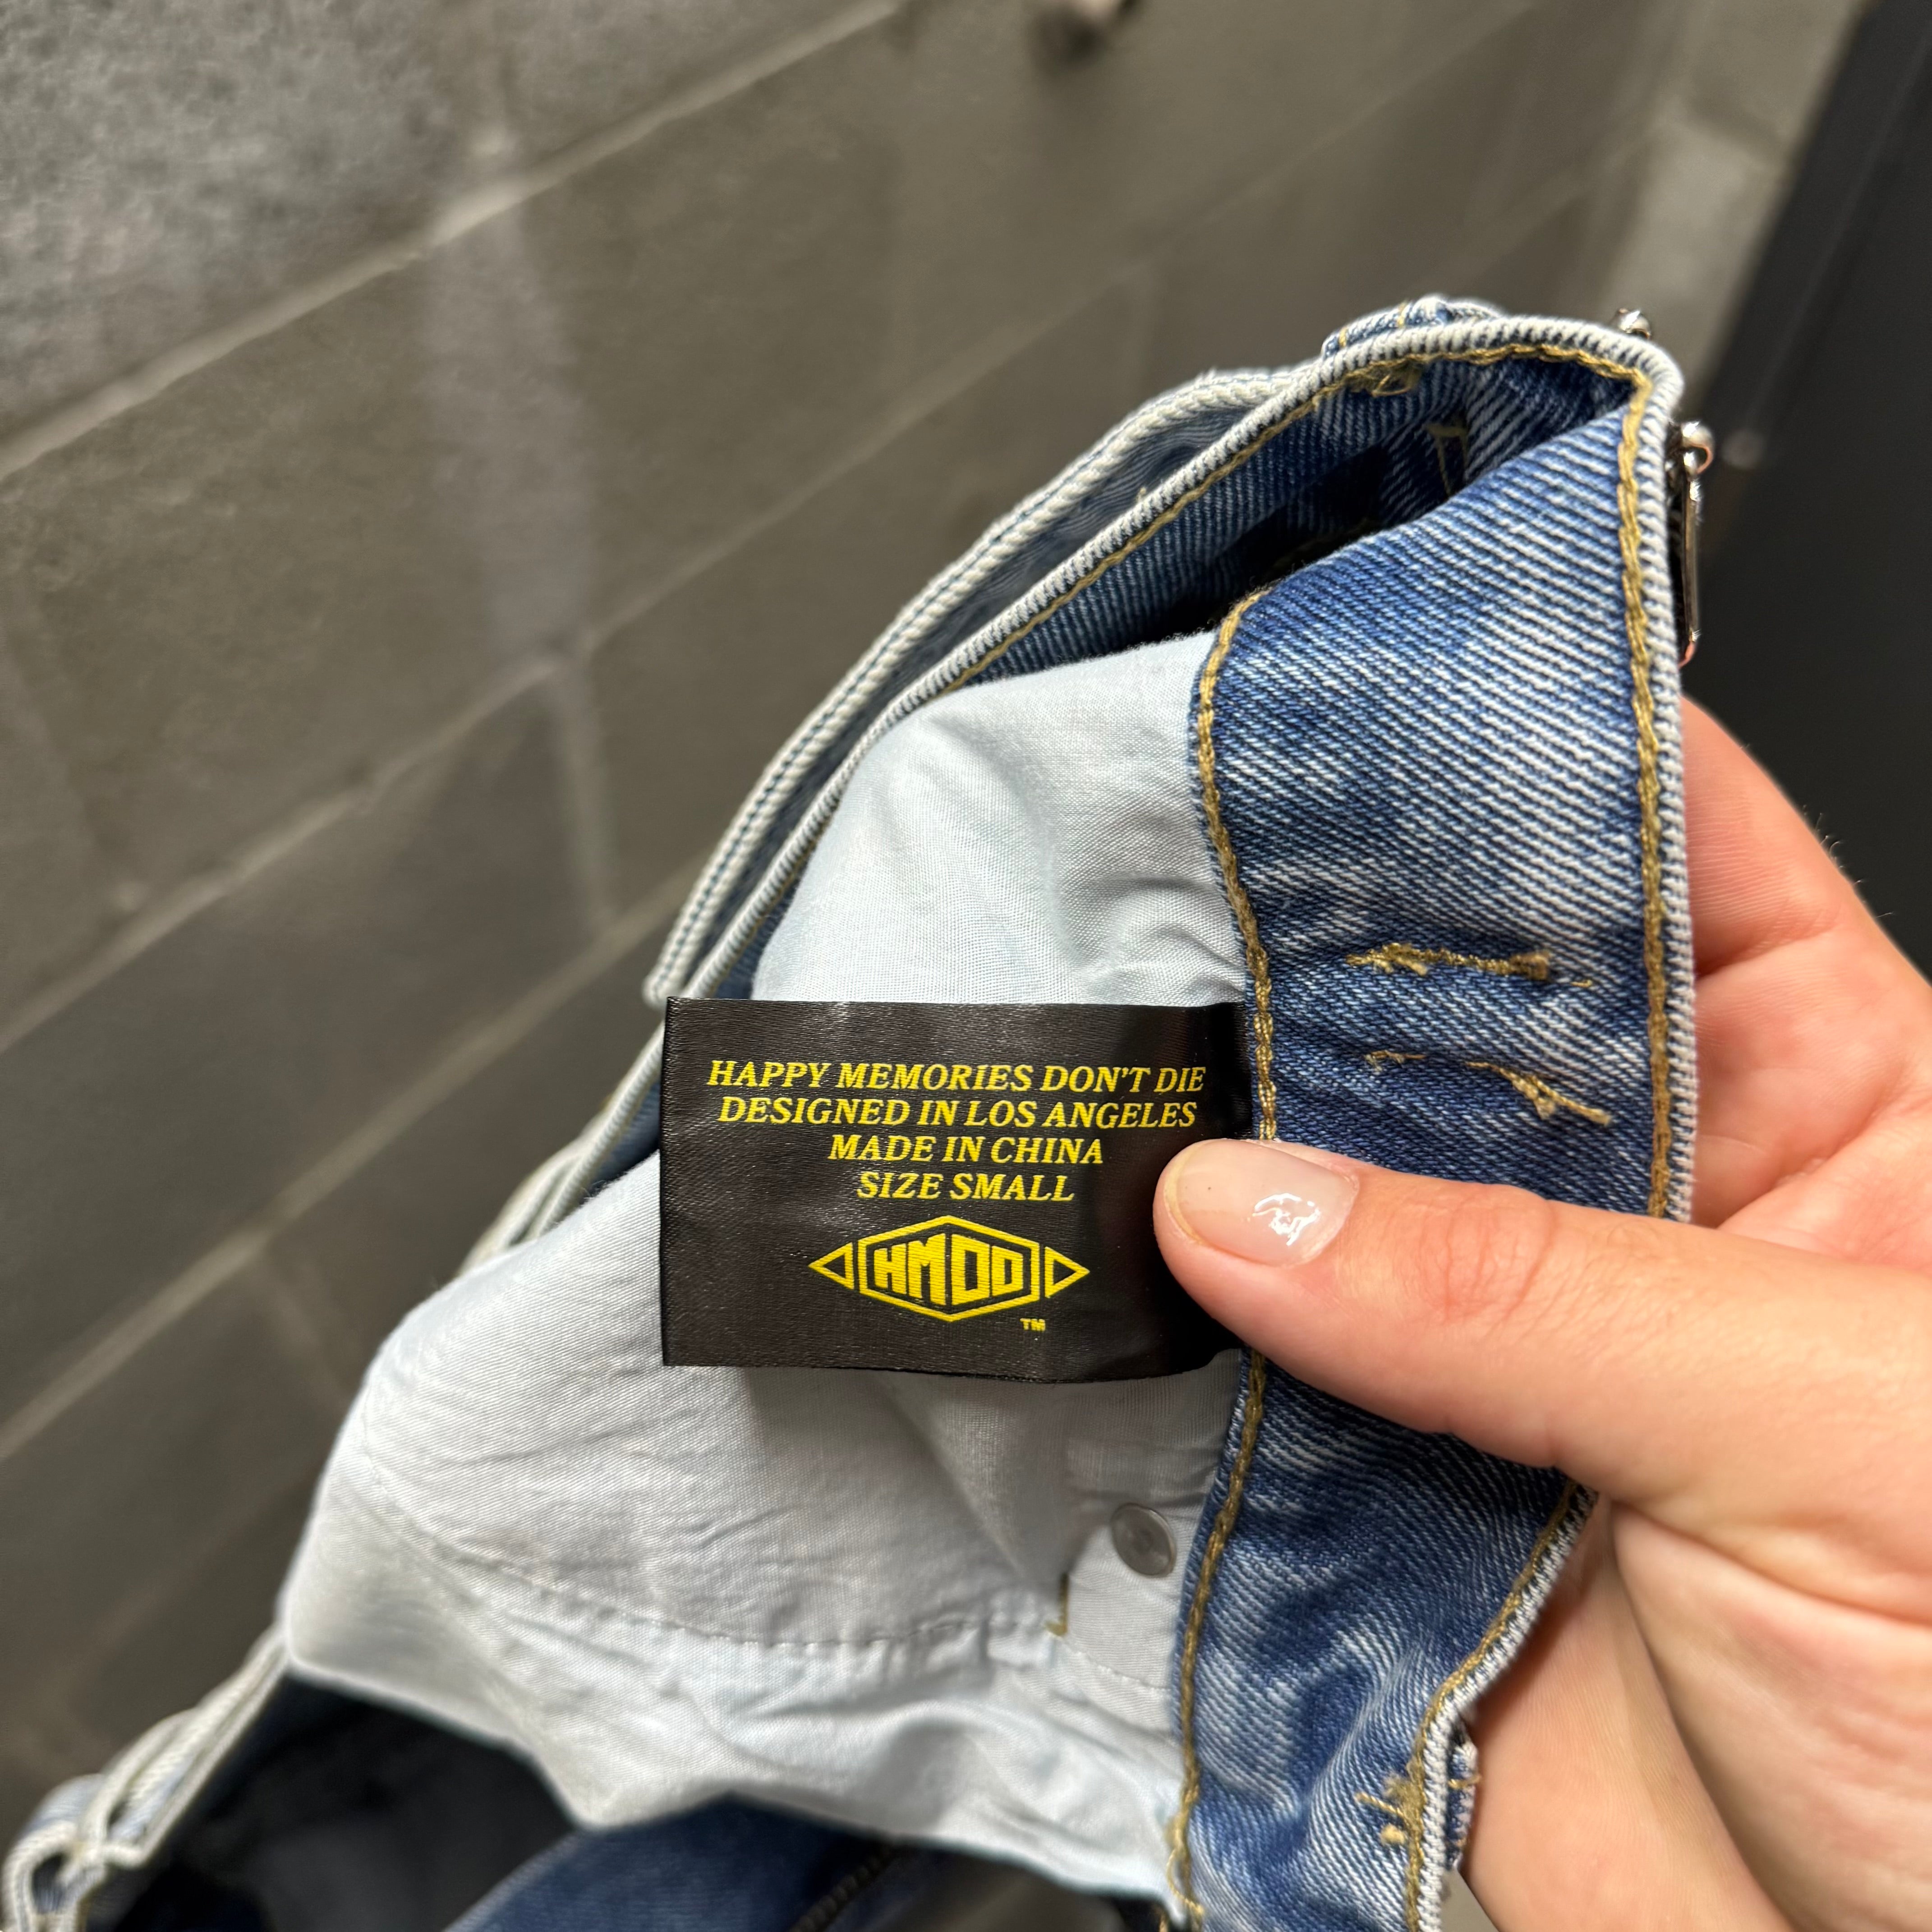 HAPPY MEMORIES DON'T DIE
DESIGNED IN LOS ANGELES
MADE IN CHINA
SIZE SMALL
HMDD
TM